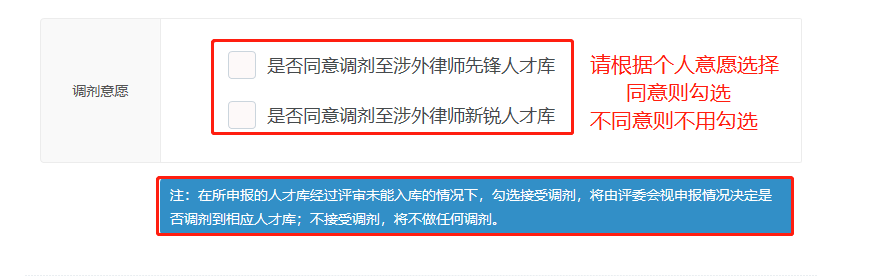 调剂意愿
是否同意调剂至涉外律师先锋人才库
是否同意调剂至涉外律师新锐人才库
请根据个人意愿选择
同意则勾选
不同意则不用勾选
注：在所申报的人才库经过评审未能入库的情况下，勾选接受调剂，将由评委会视申报情况决定是
否调剂到相应人才库；不接受调剂，将不做任何调剂。